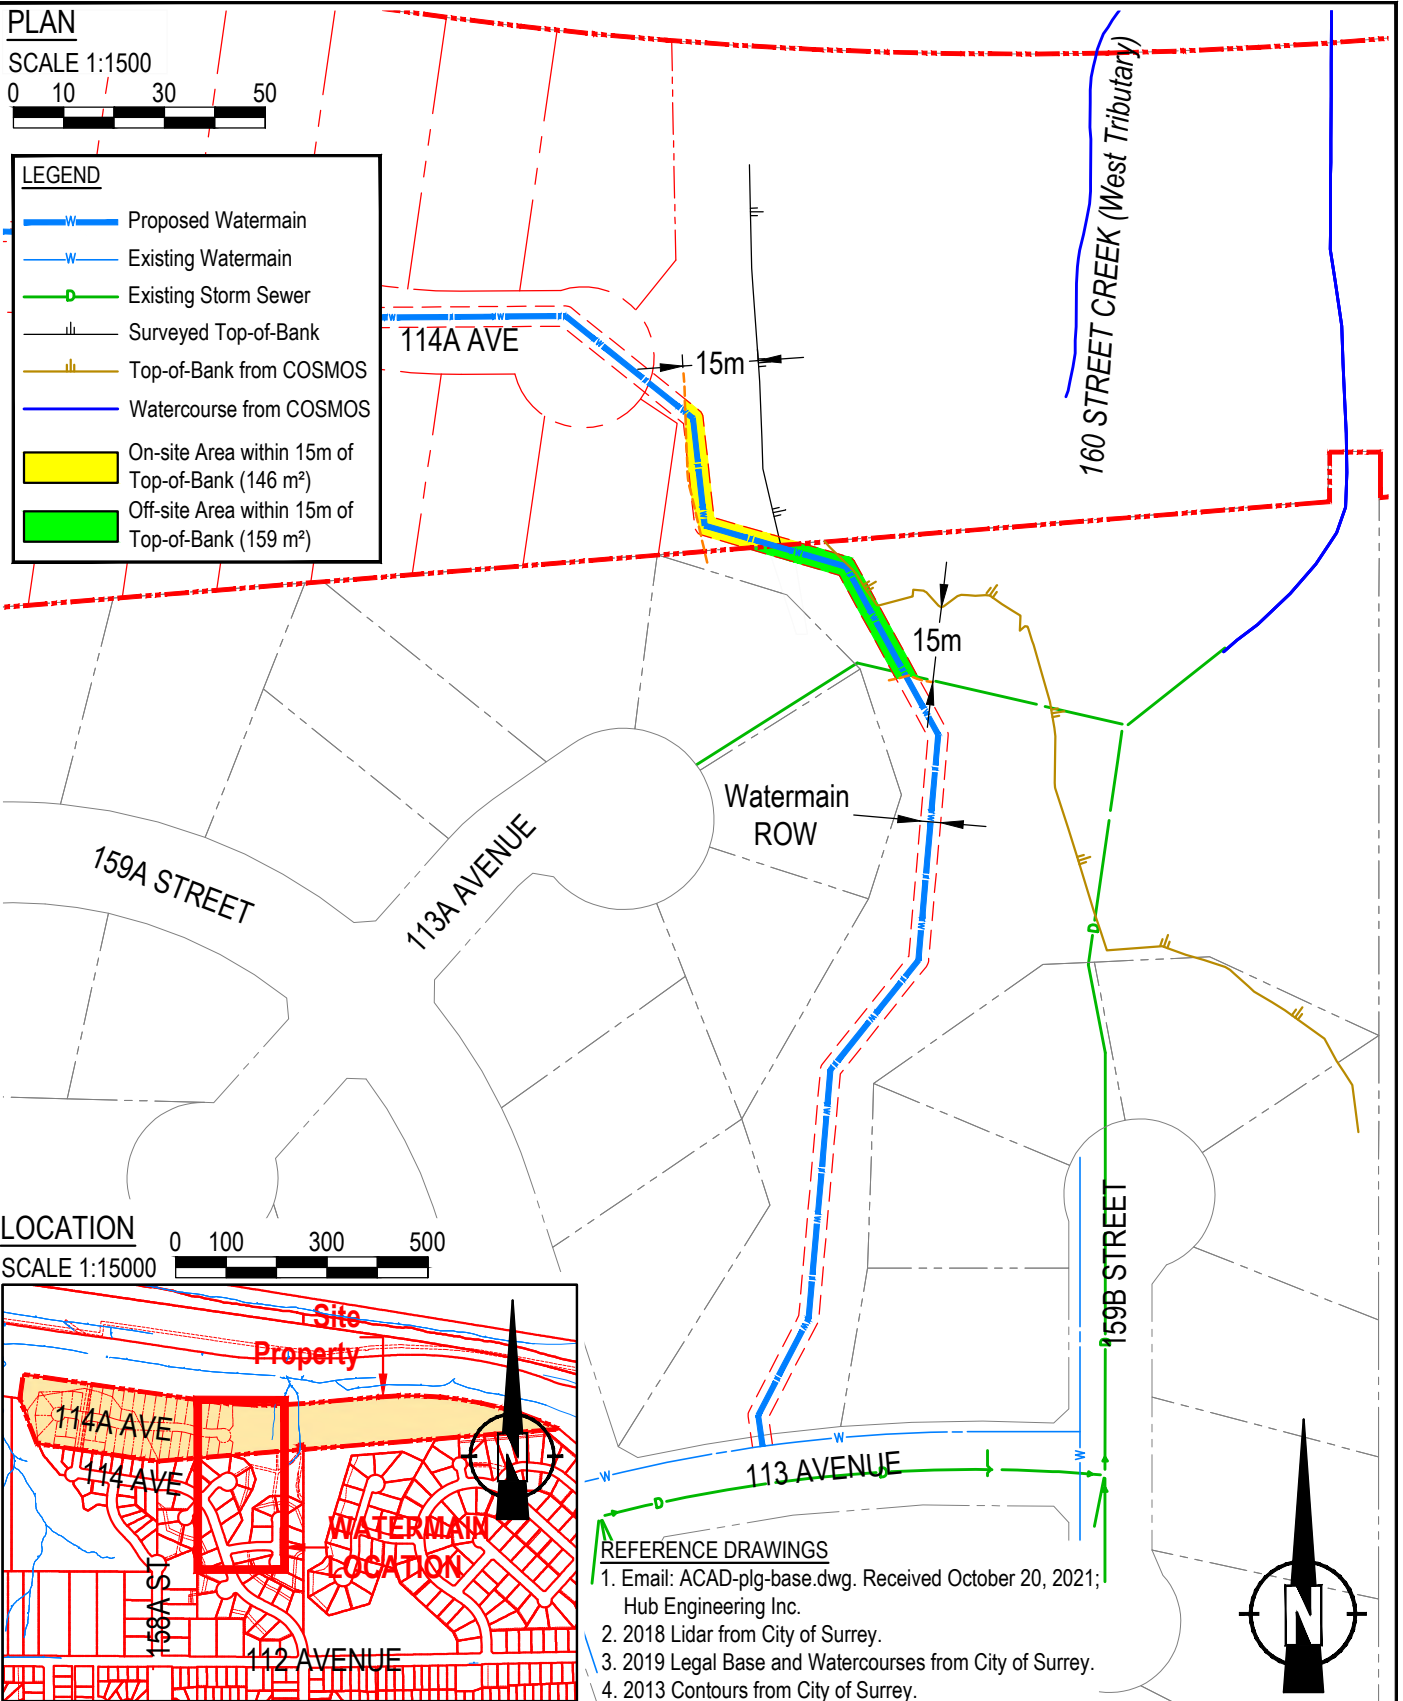 PLAN
SCALE 1:1500
0 10 30 50
LEGEND
W Proposed Watermain
W Existing Watermain
D Existing Storm Sewer
Surveyed Top-of-Bank
Top-of-Bank from COSMOS
Watercourse from COSMOS
On-site Area within 15m of
Top-of-Bank (146 m²)
Off-site Area within 15m of
Top-of-Bank (159 m²)
160 STREET CREEK (West Tributary)
114A AVE
15m
15m
Watermain
ROW
159A STREET
113A AVENUE
159B STREET
113 AVENUE
LOCATION
SCALE 1:15000
0 100 300 500
Site
Property
114A AVE
114 AVE
WATERMAIN
LOCATION
158A ST
112 AVENUE
N
REFERENCE DRAWINGS
1. Email: ACAD-plg-base.dwg. Received October 20, 2021;
Hub Engineering Inc.
2. 2018 Lidar from City of Surrey.
3. 2019 Legal Base and Watercourses from City of Surrey.
4. 2013 Contours from City of Surrey.
N